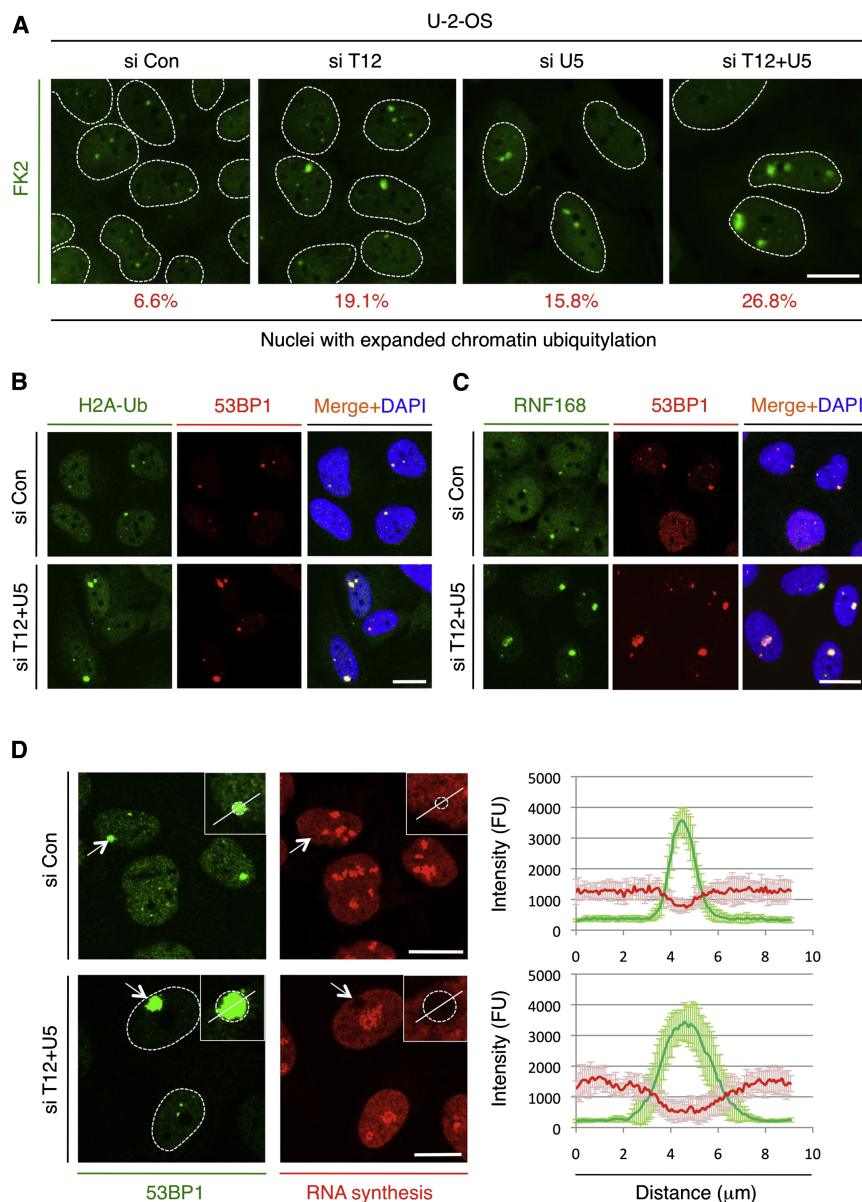 A
U-2-OS
si Con si T12 si U5 si T12+U5
FK2
6.6% 19.1% 15.8% 26.8%
Nuclei with expanded chromatin ubiquitylation
B
H2A-Ub 53BP1 Merge+DAPI
si Con
si T12+U5
C
RNF168 53BP1 Merge+DAPI
si Con
si T12+U5
D
si Con
si T12+U5
53BP1 RNA synthesis
Intensity (FU)
5000
4000
3000
2000
1000
0
0 2 4 6 8 10
Intensity (FU)
5000
4000
3000
2000
1000
0
0 2 4 6 8 10
Distance (μm)